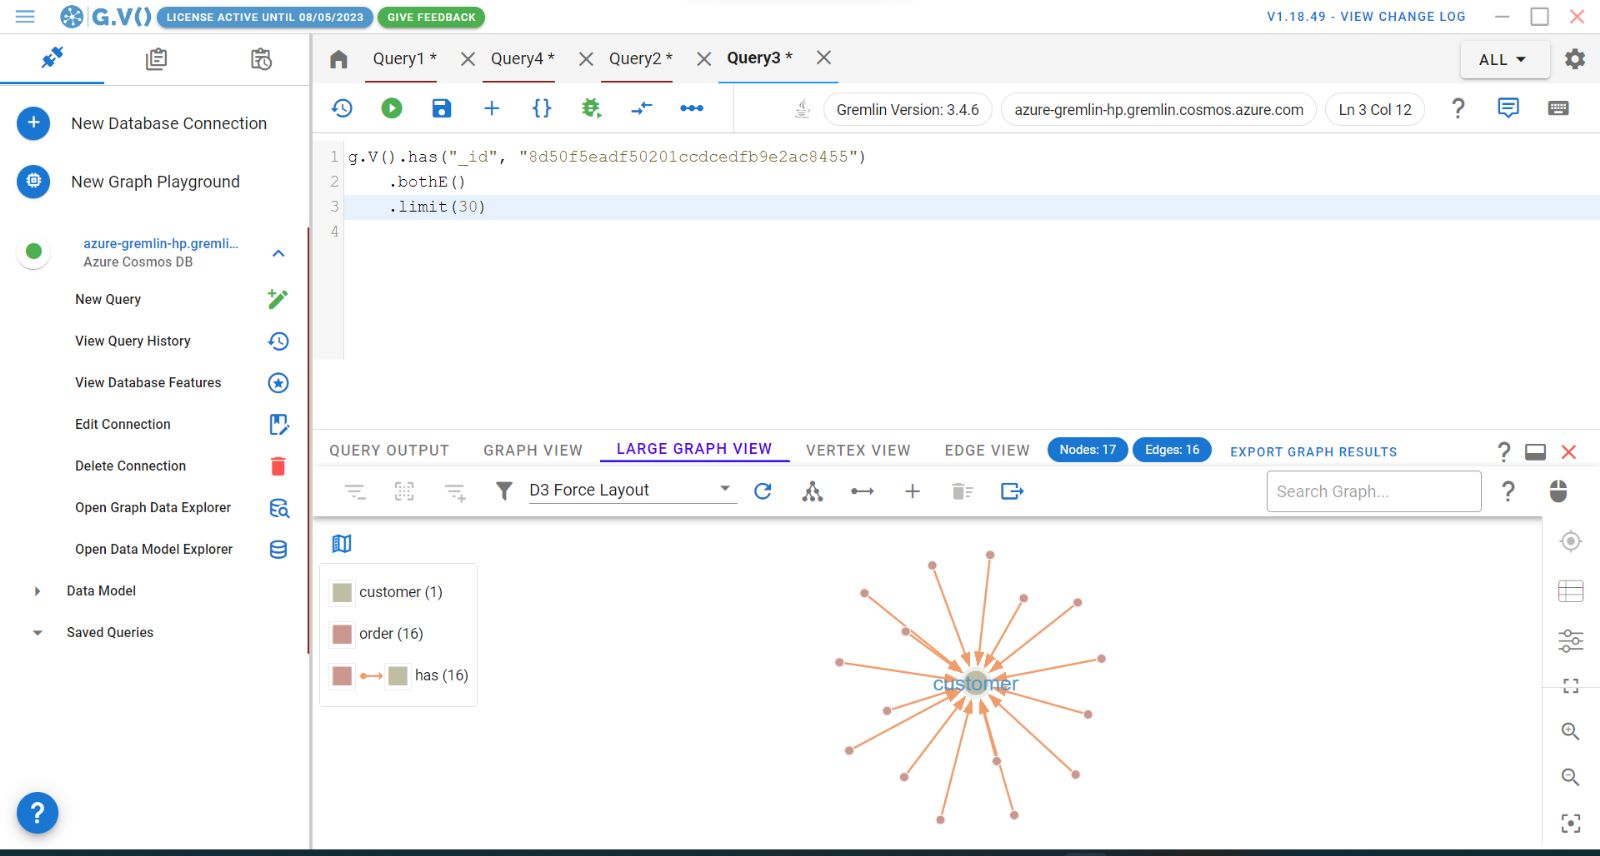 G.V()
LICENSE ACTIVE UNTIL 08/05/2023
GIVE FEEDBACK
V1.18.49 - VIEW CHANGE LOG
Query1 *
Query4 *
Query2 *
Query3 *
ALL
Gremlin Version: 3.4.6
azure-gremlin-hp.gremlin.cosmos.azure.com
Ln 3 Col 12
?
New Database Connection
New Graph Playground
azure-gremlin-hp.gremli...
Azure Cosmos DB
New Query
View Query History
View Database Features
Edit Connection
Delete Connection
Open Graph Data Explorer
Open Data Model Explorer
Data Model
Saved Queries
?
1 g.V().has("_id", "8d50f5eadf50201ccdcedfb9e2ac8455")
2 .bothE()
3 .limit(30)
4
QUERY OUTPUT
GRAPH VIEW
LARGE GRAPH VIEW
VERTEX VIEW
EDGE VIEW
Nodes: 17
Edges: 16
EXPORT GRAPH RESULTS
?
D3 Force Layout
Search Graph...
?
customer (1)
order (16)
has (16)
customer